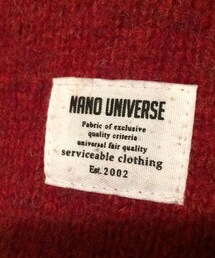 NANO UNIVERSE
Fabric of exclusive
quality criteria
universal fair quality
serviceable clothing
Est. 2002